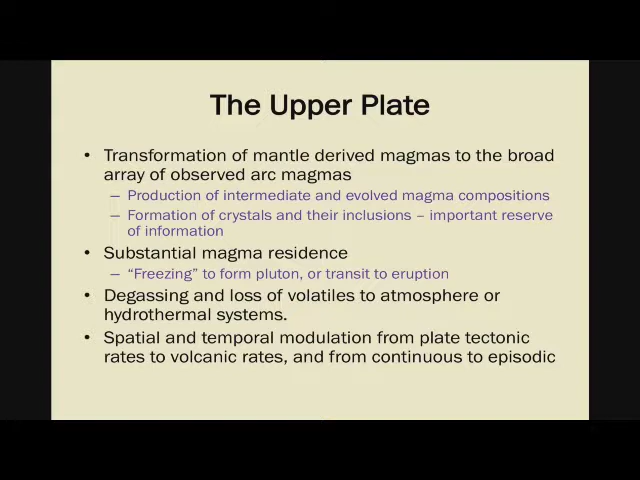 The Upper Plate
• Transformation of mantle derived magmas to the broad
array of observed arc magmas
– Production of intermediate and evolved magma compositions
– Formation of crystals and their inclusions – important reserve
of information
• Substantial magma residence
– “Freezing” to form pluton, or transit to eruption
• Degassing and loss of volatiles to atmosphere or
hydrothermal systems.
• Spatial and temporal modulation from plate tectonic
rates to volcanic rates, and from continuous to episodic